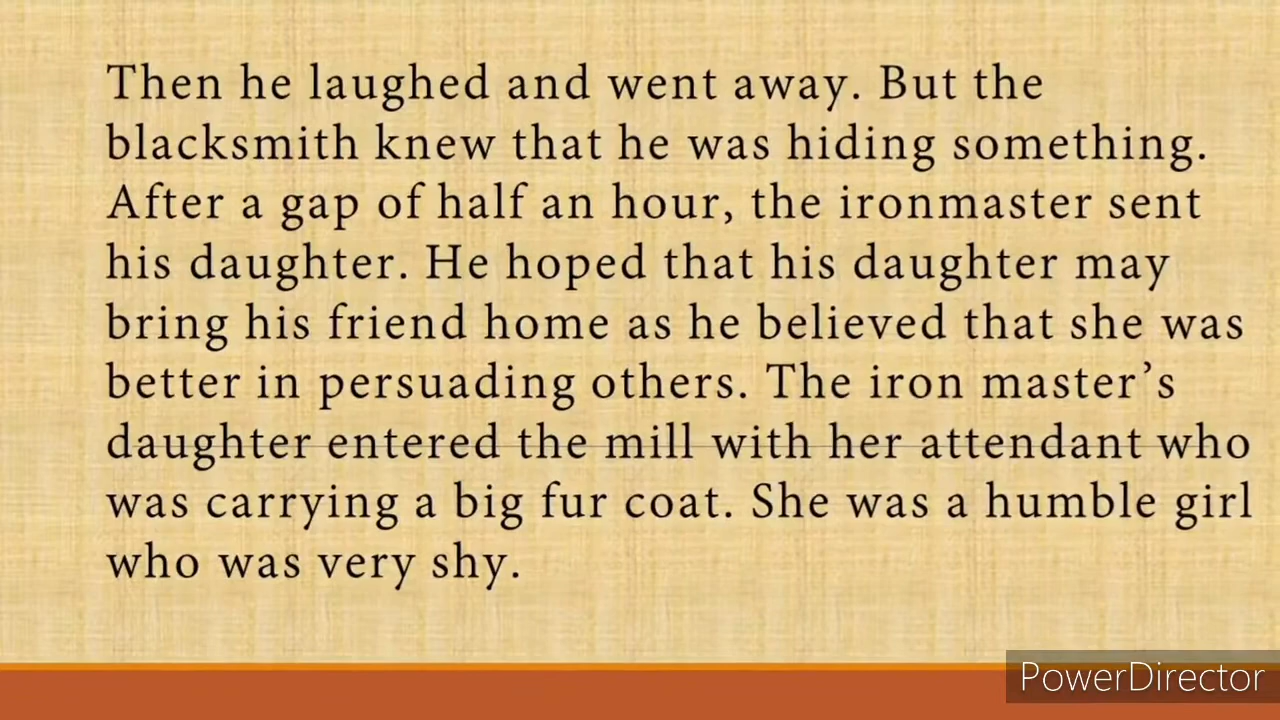 Then he laughed and went away. But the
blacksmith knew that he was hiding something.
After a gap of half an hour, the ironmaster sent
his daughter. He hoped that his daughter may
bring his friend home as he believed that she was
better in persuading others. The iron master’s
daughter entered the mill with her attendant who
was carrying a big fur coat. She was a humble girl
who was very shy.
PowerDirector